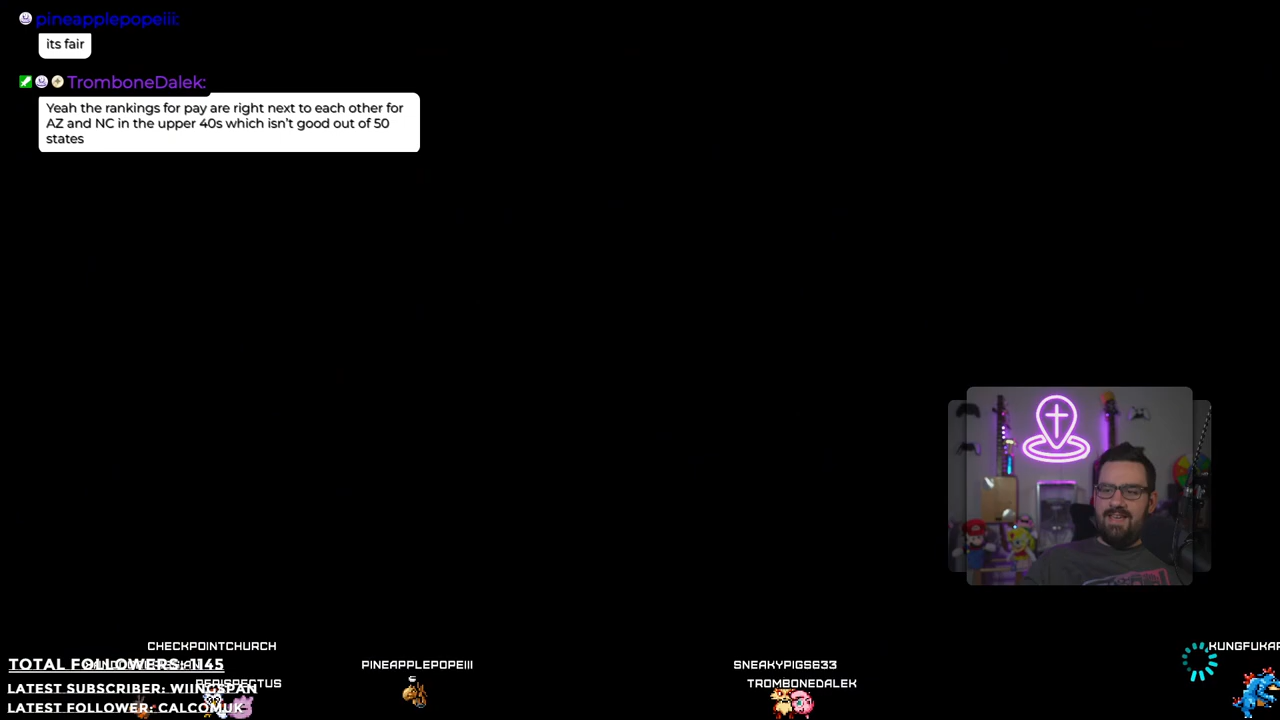 pineapplepopeiii:
its fair
TromboneDalek:
Yeah the rankings for pay are right next to each other for
AZ and NC in the upper 40s which isn't good out of 50
states
CHECKPOINTCHURCH
TOTAL FOLLOWERS: 1145
PINEAPPLEPOPEIII
SNEAKYPIGS633
KUNGFUKAR
TROMBONEDALEK
LATEST SUBSCRIBER: WIINGSPAN
LATEST FOLLOWER: CALCOMUK